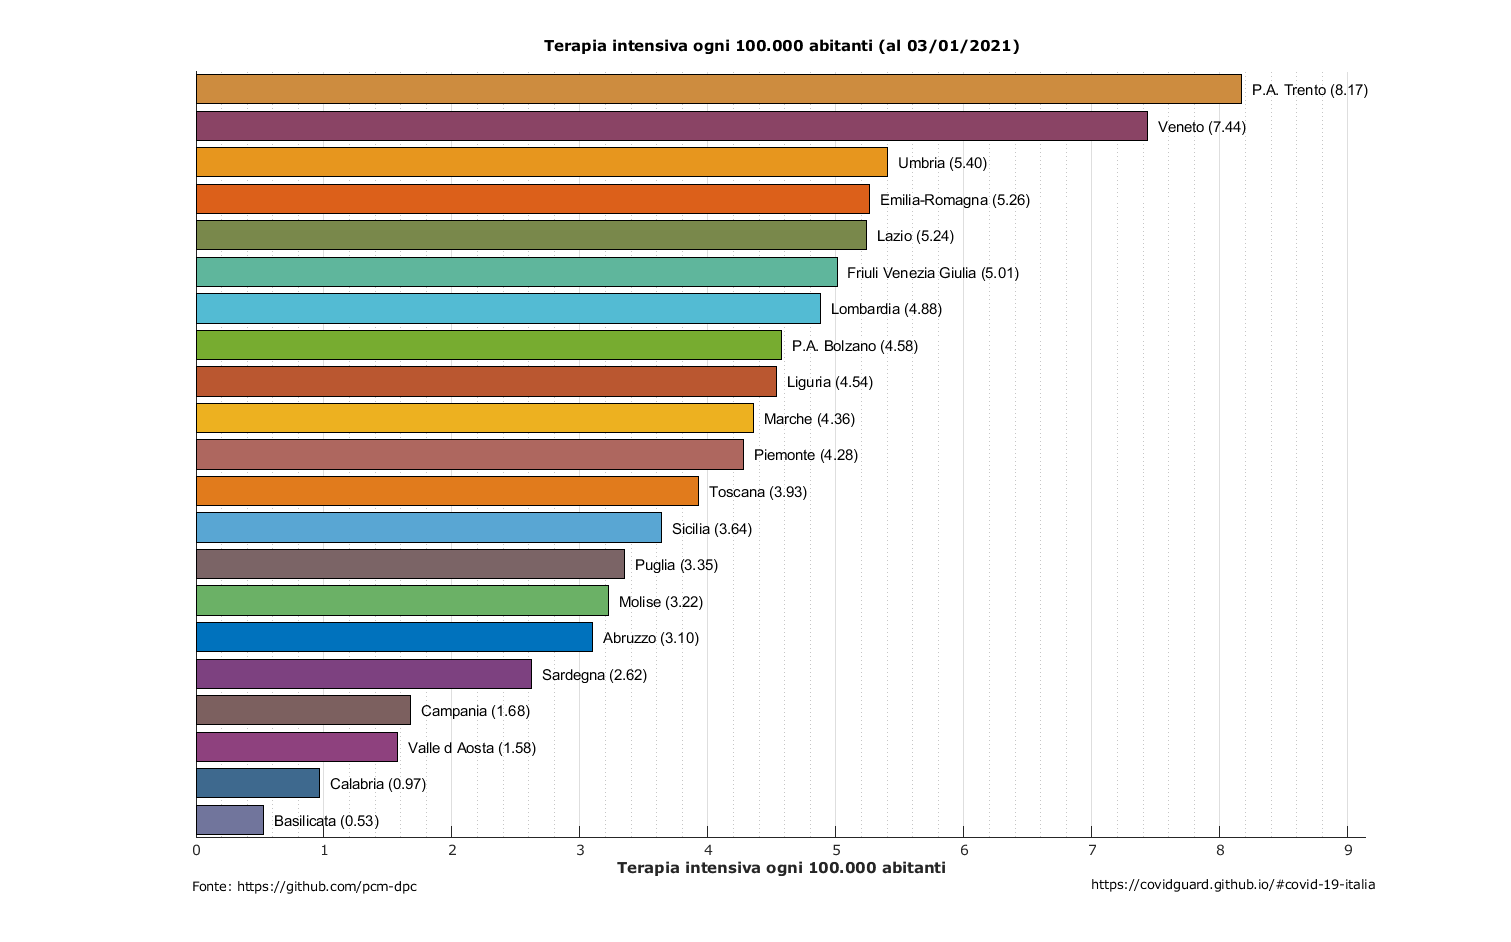 Terapia intensiva ogni 100.000 abitanti (al 03/01/2021)
P.A. Trento (8.17)
Veneto (7.44)
Umbria (5.40)
Emilia-Romagna (5.26)
Lazio (5.24)
Friuli Venezia Giulia (5.01)
Lombardia (4.88)
P.A. Bolzano (4.58)
Liguria (4.54)
Marche (4.36)
Piemonte (4.28)
Toscana (3.93)
Sicilia (3.64)
Puglia (3.35)
Molise (3.22)
Abruzzo (3.10)
Sardegna (2.62)
Campania (1.68)
Valle d Aosta (1.58)
Calabria (0.97)
Basilicata (0.53)
0 1 2 3 4 5 6 7 8 9
Terapia intensiva ogni 100.000 abitanti
Fonte: https://github.com/pcm-dpc
https://covidguard.github.io/#covid-19-italia